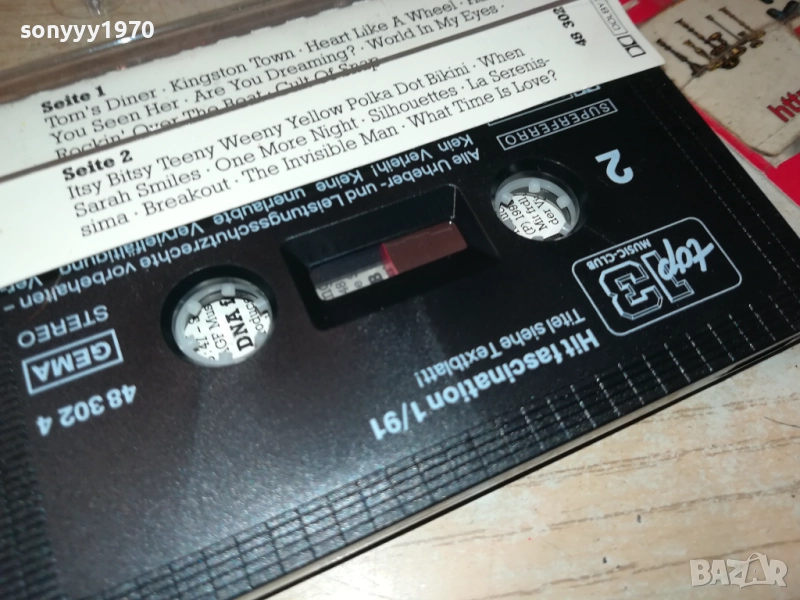 sonyyy1970
48 302
DOLBY
Seite 1
Tom's Diner · Kingston Town · Heart Like A Wheel ·
You Seen Her · Are You Dreaming? · World In My Eyes ·
Rockin' Over The Beat · Cult Of Snap
Seite 2
Itsy Bitsy Teeny Weeny Yellow Polka Dot Bikini · When
Sarah Smiles · One More Night · Silhouettes · La Serenis-
sima · Breakout · The Invisible Man · What Time Is Love?
SUPERFERRO
2
Alle Urheber- und Leistungsschutzrechte vorbehalten –
Kein Verleih! Keine unerlaubte Vervielfältigung
STEREO
GEMA
48 302 4
DNA
top
13
MUSIC-CLUB
Hitfascination 1/91
Titel siehe Textblatt!
BAZAR